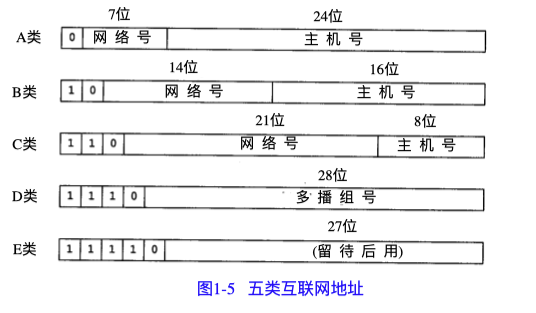 7位 24位
A类 0 网络号 主机号
14位 16位
B类 1 0 网络号 主机号
21位 8位
C类 1 1 0 网络号 主机号
28位
D类 1 1 1 0 多播组号
27位
E类 1 1 1 1 0 (留待后用)
图1-5 五类互联网地址